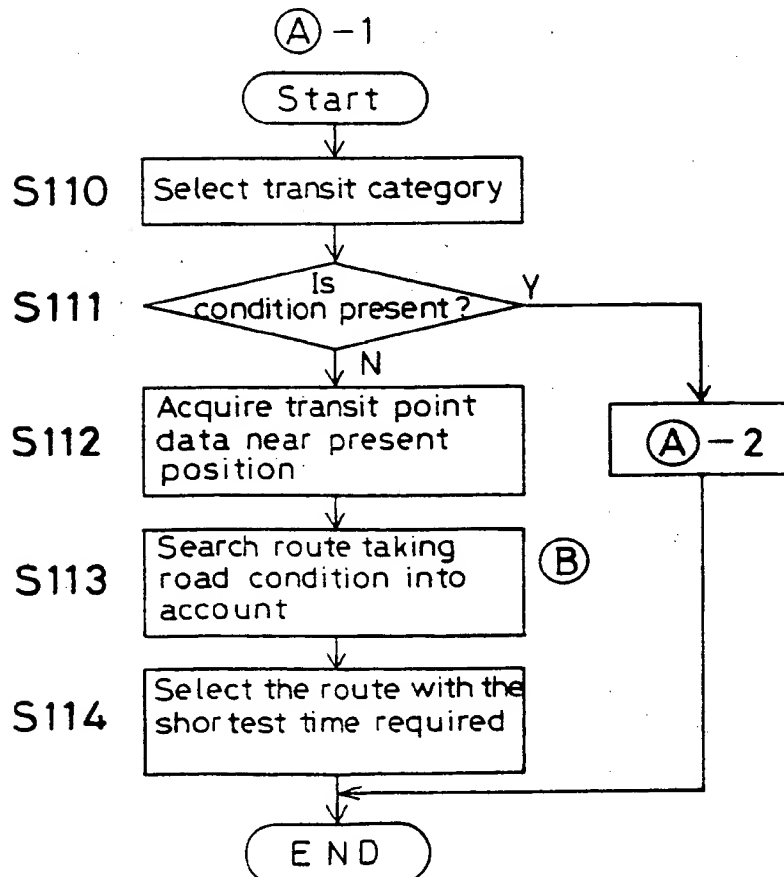 Ⓐ-1
Start
S110
Select transit category
S111
Is
condition present?
Y
N
S112
Acquire transit point
data near present
position
Ⓐ-2
S113
Search route taking
road condition into
account
Ⓑ
S114
Select the route with the
shortest time required
END